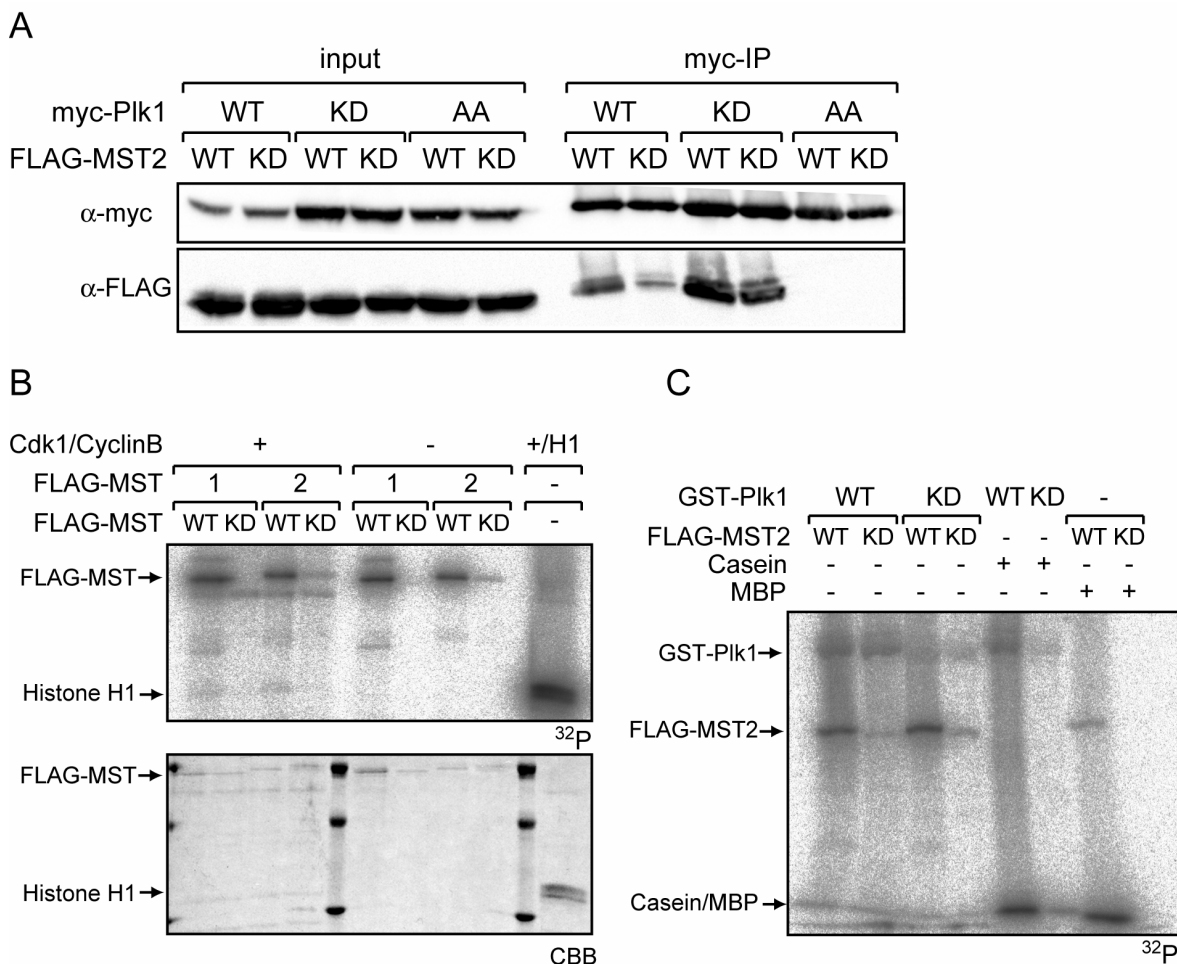 A
input myc-IP
myc-Plk1 WT KD AA WT KD AA
FLAG-MST2 WT KD WT KD WT KD WT KD WT KD WT KD
α-myc
α-FLAG
B
Cdk1/CyclinB + - +/H1
FLAG-MST 1 2 1 2 -
FLAG-MST WT KD WT KD WT KD WT KD -
FLAG-MST
Histone H1
32P
FLAG-MST
Histone H1
CBB
C
GST-Plk1 WT KD WT KD -
FLAG-MST2 WT KD WT KD - - WT KD
Casein - - - - + + - -
MBP - - - - - - + +
GST-Plk1
FLAG-MST2
Casein/MBP
32P